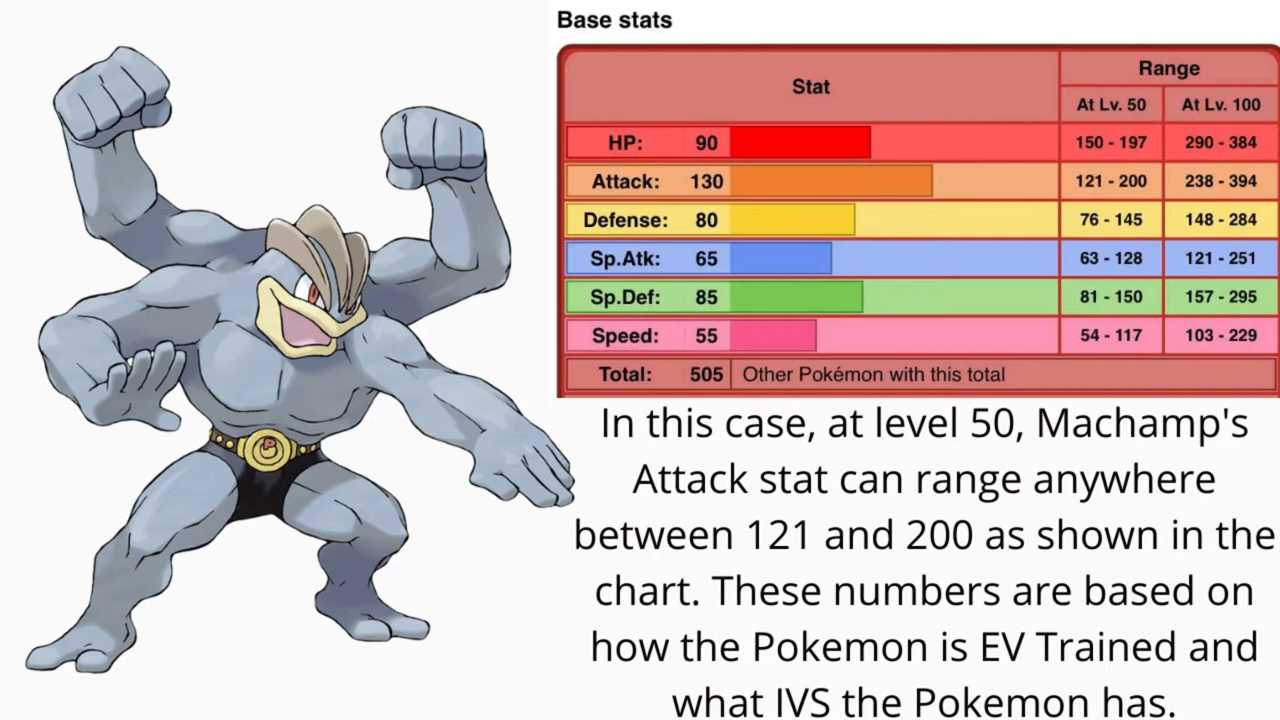 Base stats
Stat Range
At Lv. 50 At Lv. 100
HP: 90 150 - 197 290 - 384
Attack: 130 121 - 200 238 - 394
Defense: 80 76 - 145 148 - 284
Sp.Atk: 65 63 - 128 121 - 251
Sp.Def: 85 81 - 150 157 - 295
Speed: 55 54 - 117 103 - 229
Total: 505 Other Pokémon with this total
In this case, at level 50, Machamp's
Attack stat can range anywhere
between 121 and 200 as shown in the
chart. These numbers are based on
how the Pokemon is EV Trained and
what IVS the Pokemon has.